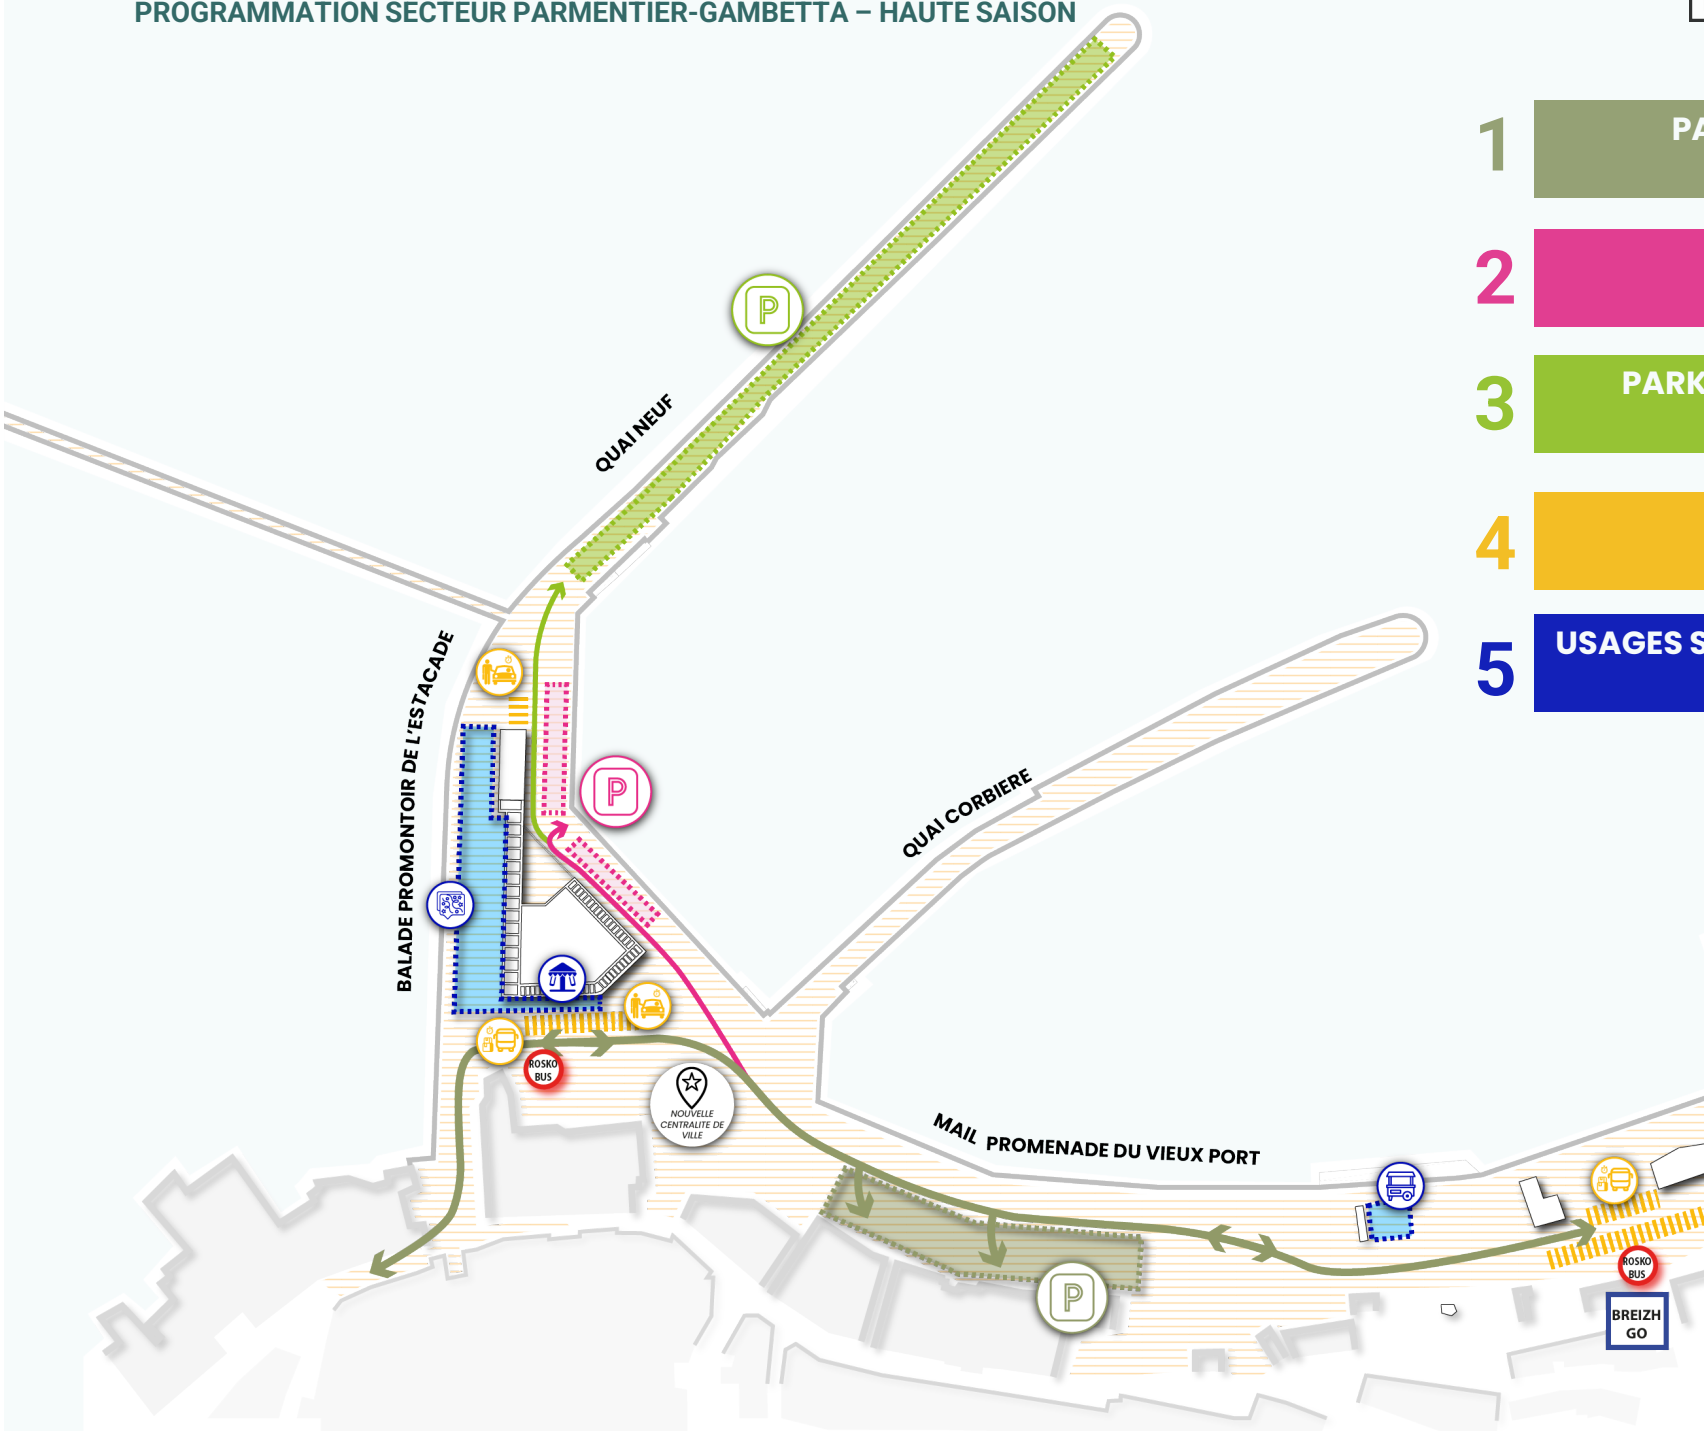 PROGRAMMATION SECTEUR PARMENTIER-GAMBETTA – HAUTE SAISON
1
PA
2
P
3
PARK
QUAI NEUF
4
5
USAGES S
BALADE PROMONTOIR DE L'ESTACADE
P
QUAI CORBIERE
ROSKO
BUS
NOUVELLE
CENTRALITE DE
VILLE
MAIL PROMENADE DU VIEUX PORT
P
ROSKO
BUS
BREIZH
GO